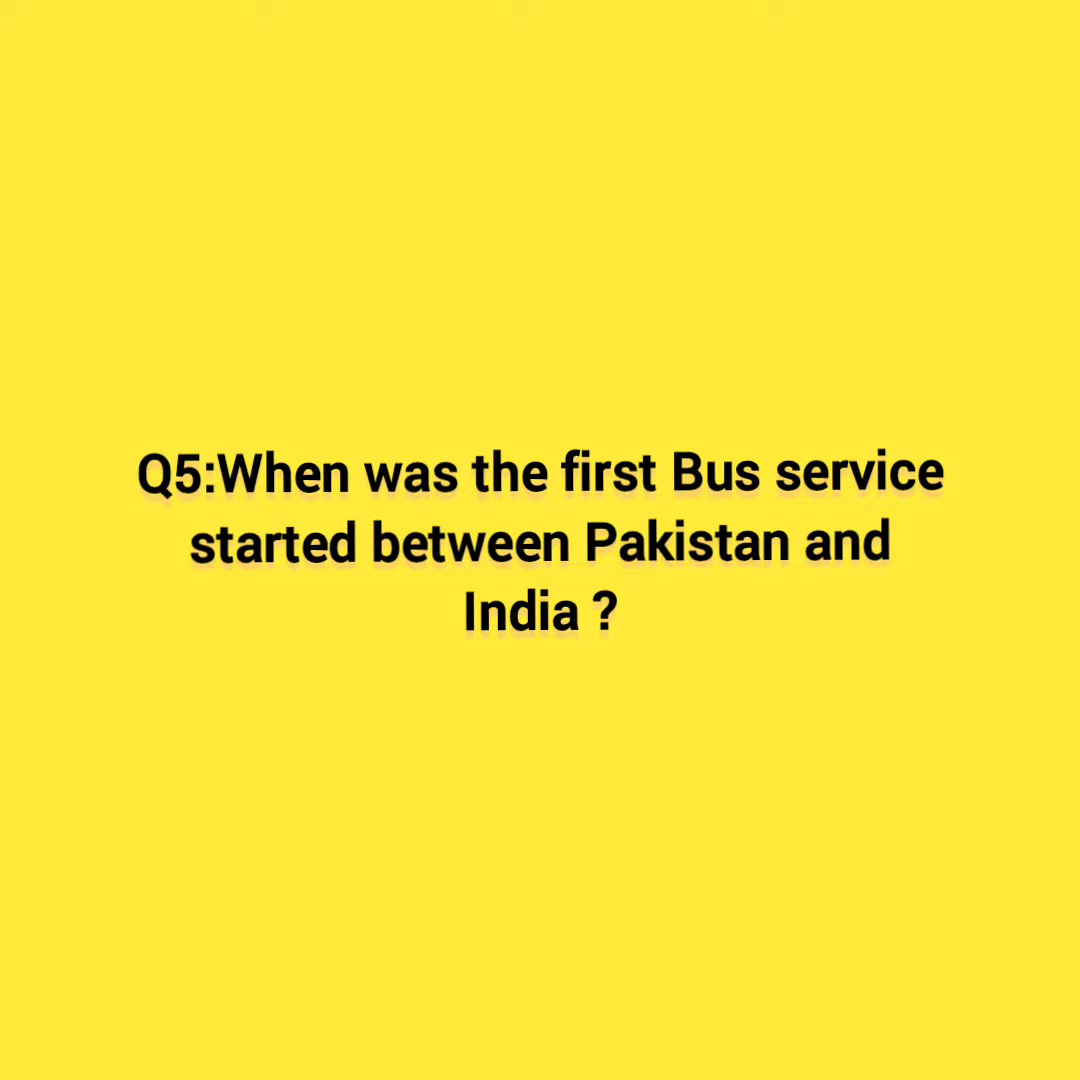 Q5:When was the first Bus service
started between Pakistan and
India ?